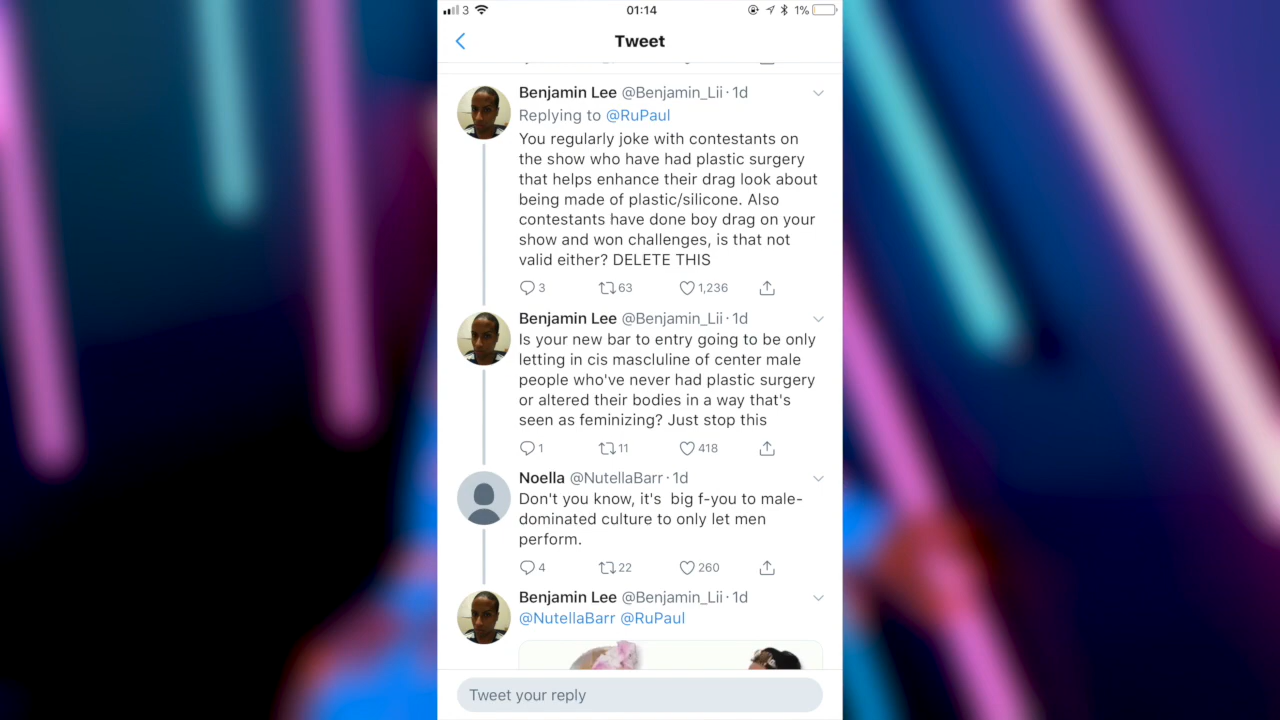 3 01:14 1%
Tweet
Benjamin Lee @Benjamin_Lii · 1d
Replying to @RuPaul
You regularly joke with contestants on
the show who have had plastic surgery
that helps enhance their drag look about
being made of plastic/silicone. Also
contestants have done boy drag on your
show and won challenges, is that not
valid either? DELETE THIS
3 63 1,236
Benjamin Lee @Benjamin_Lii · 1d
Is your new bar to entry going to be only
letting in cis mascluline of center male
people who've never had plastic surgery
or altered their bodies in a way that's
seen as feminizing? Just stop this
1 11 418
Noella @NutellaBarr · 1d
Don't you know, it's  big f-you to male-
dominated culture to only let men
perform.
4 22 260
Benjamin Lee @Benjamin_Lii · 1d
@NutellaBarr @RuPaul
Tweet your reply